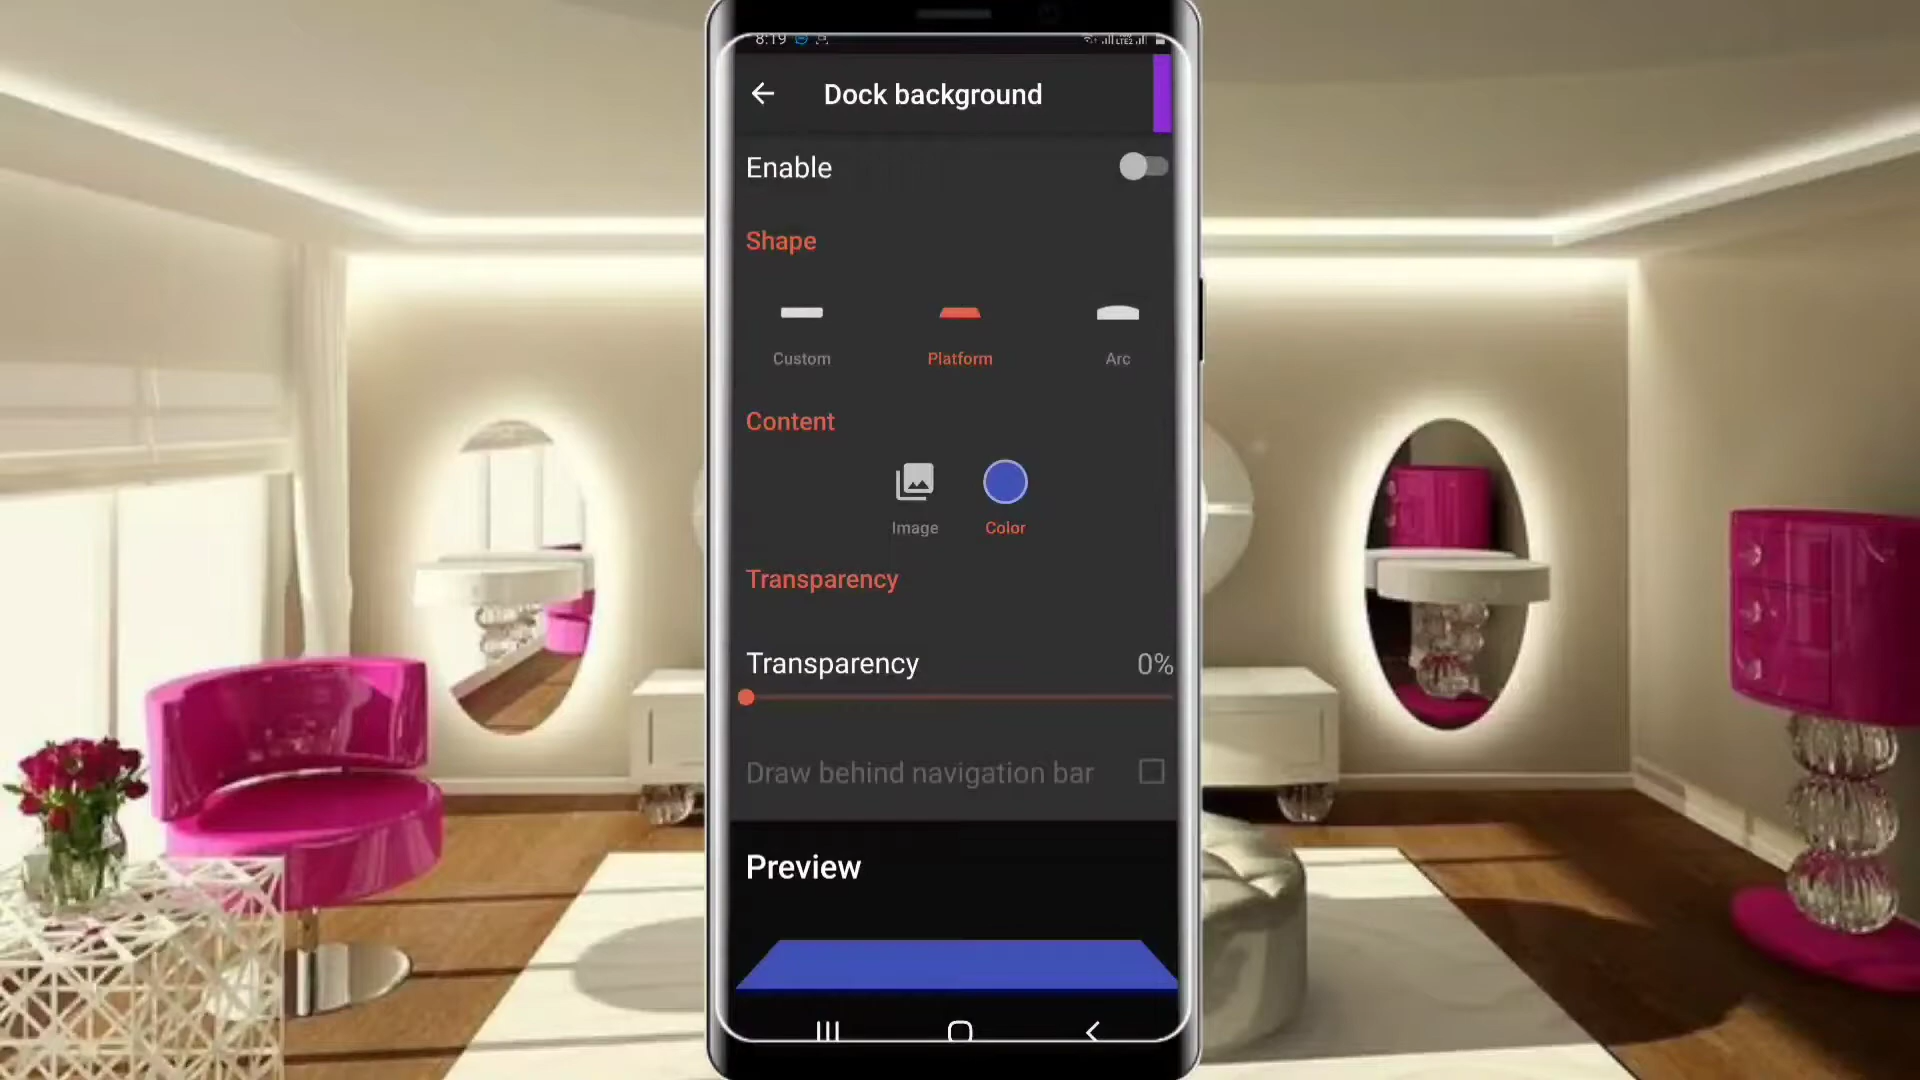 8:19
Dock background
Enable
Shape
Custom
Platform
Arc
Content
Image
Color
Transparency
Transparency 0%
Draw behind navigation bar
Preview